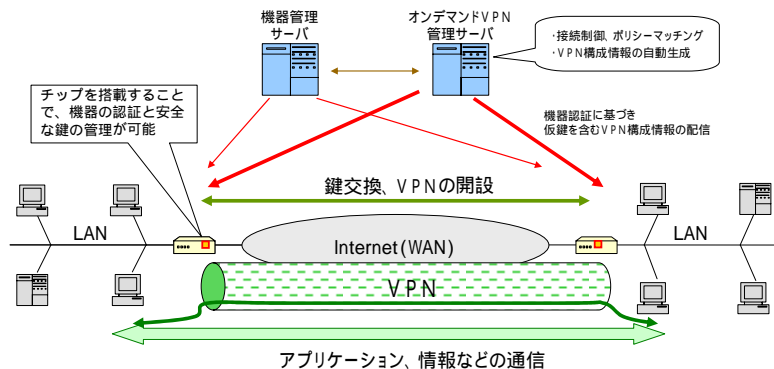 機器管理
サーバ
オンデマンドVPN
管理サーバ
・接続制御、ポリシーマッチング
・VPN構成情報の自動生成
チップを搭載すること
で、機器の認証と安全
な鍵の管理が可能
機器認証に基づき
仮鍵を含むVPN構成情報の配信
鍵交換、VPNの開設
LAN
Internet(WAN)
LAN
VPN
アプリケーション、情報などの通信